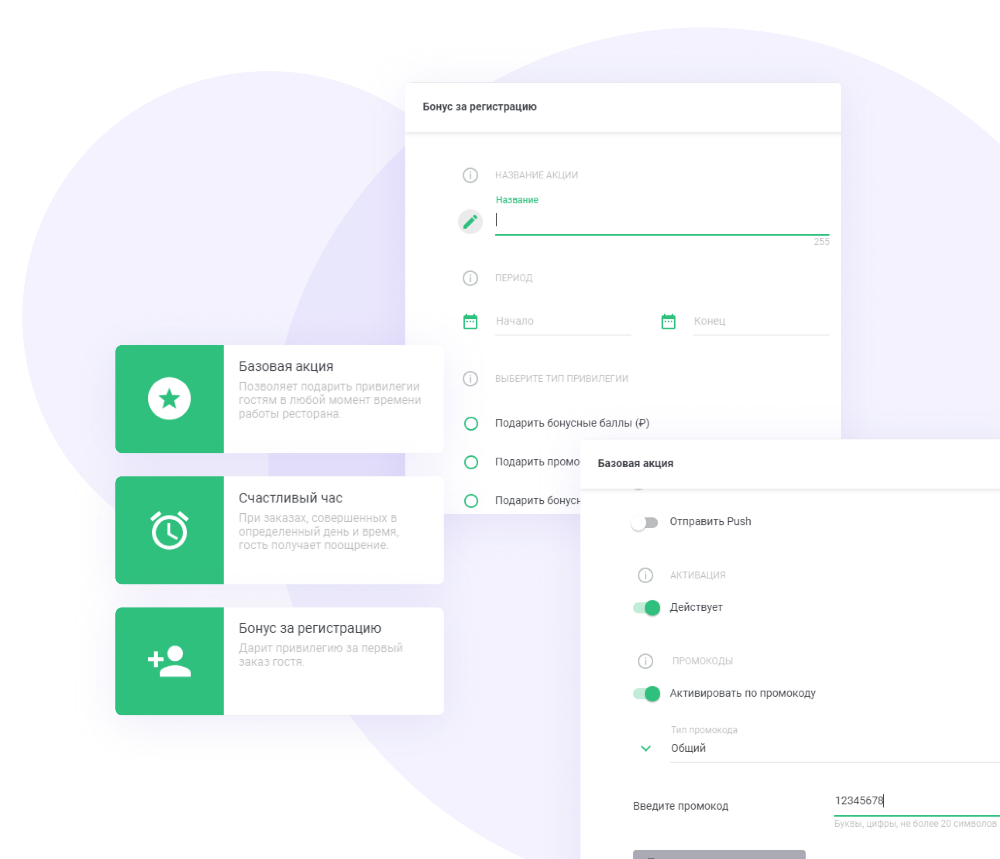 Бонус за регистрацию
НАЗВАНИЕ АКЦИИ
Название
255
ПЕРИОД
Начало
Конец
ВЫБЕРИТЕ ТИП ПРИВИЛЕГИИ
Подарить бонусные баллы (₽)
Подарить
Подарить
Базовая акция
Позволяет подарить привилегии
гостям в любой момент времени
работы ресторана.
Счастливый час
При заказах, совершенных в
определенный день и время,
гость получает поощрение.
Бонус за регистрацию
Дарит привилегию за первый
заказ гостя.
Базовая акция
Отправить Push
АКТИВАЦИЯ
Действует
ПРОМОКОДЫ
Активировать по промокоду
Тип промокода
Общий
Введите промокод
12345678
Буквы, цифры, не более 20 символов